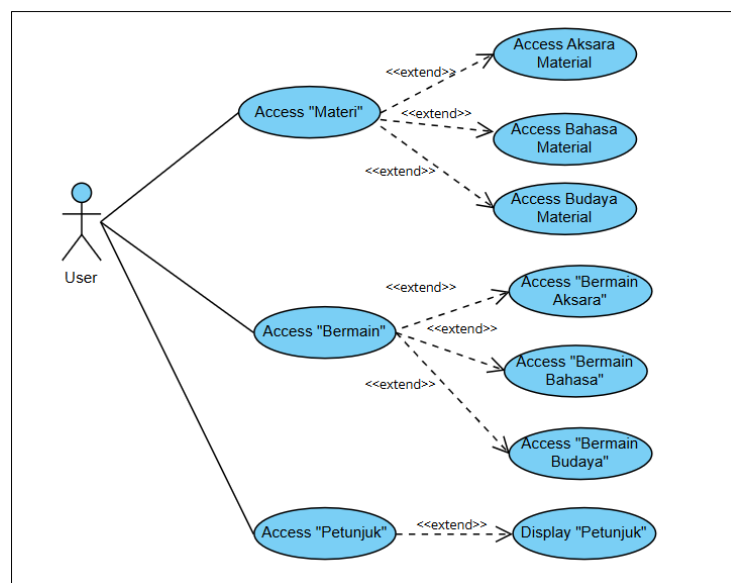 Access Aksara
Material
<<extend>>
Access "Materi"
<<extend>>
Access Bahasa
Material
<<extend>>
Access Budaya
Material
User
Access "Bermain
Aksara"
<<extend>>
Access "Bermain"
<<extend>>
Access "Bermain
Bahasa"
<<extend>>
Access "Bermain
Budaya"
Access "Petunjuk"
<<extend>>
Display "Petunjuk"